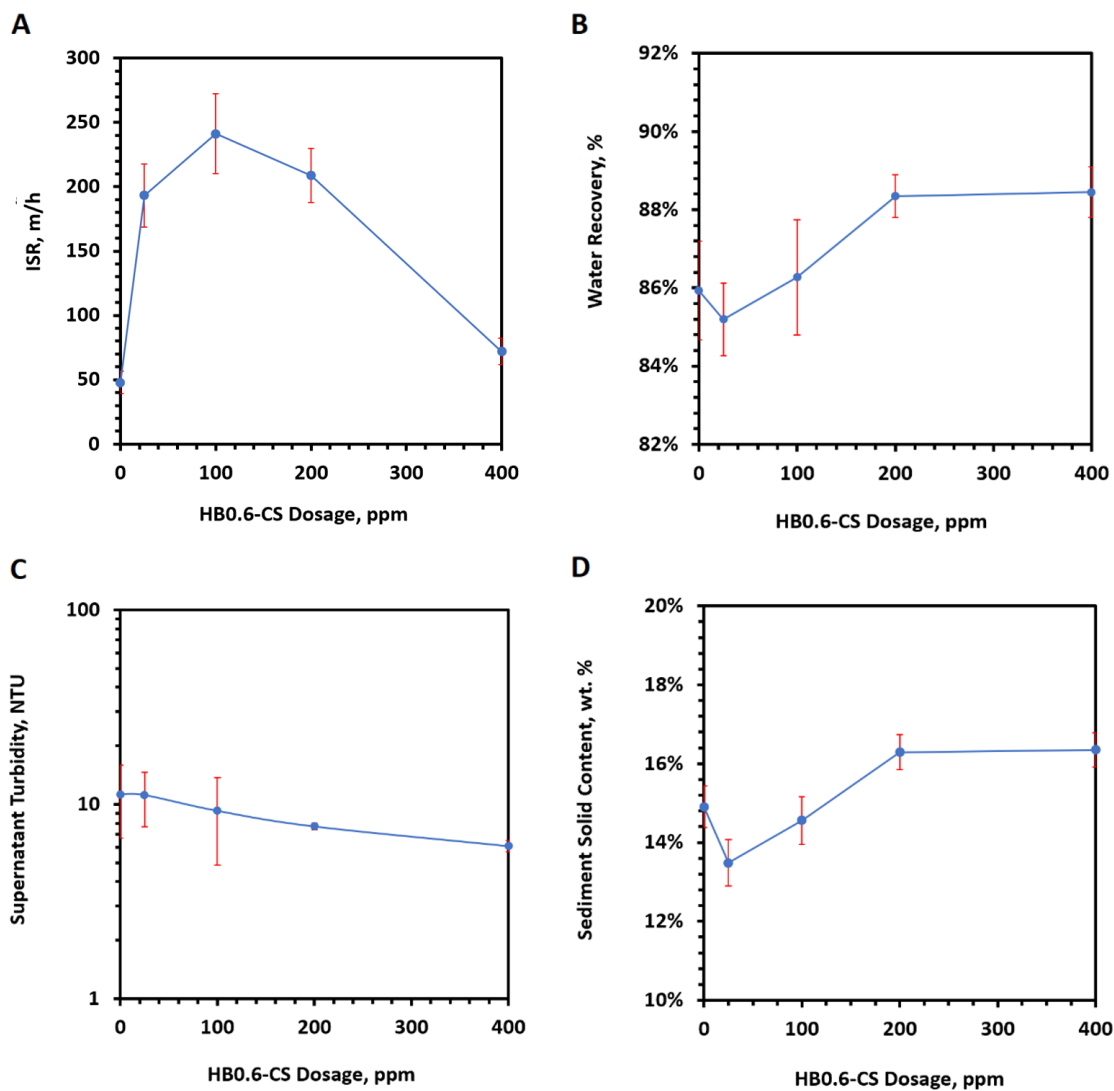 A
300
250
200
150
100
50
0
ISR, m/h
0 100 200 300 400
HB0.6-CS Dosage, ppm
B
92%
90%
88%
86%
84%
82%
Water Recovery, %
0 100 200 300 400
HB0.6-CS Dosage, ppm
C
100
10
1
Supernatant Turbidity, NTU
0 100 200 300 400
HB0.6-CS Dosage, ppm
D
20%
18%
16%
14%
12%
10%
Sediment Solid Content, wt. %
0 100 200 300 400
HB0.6-CS Dosage, ppm